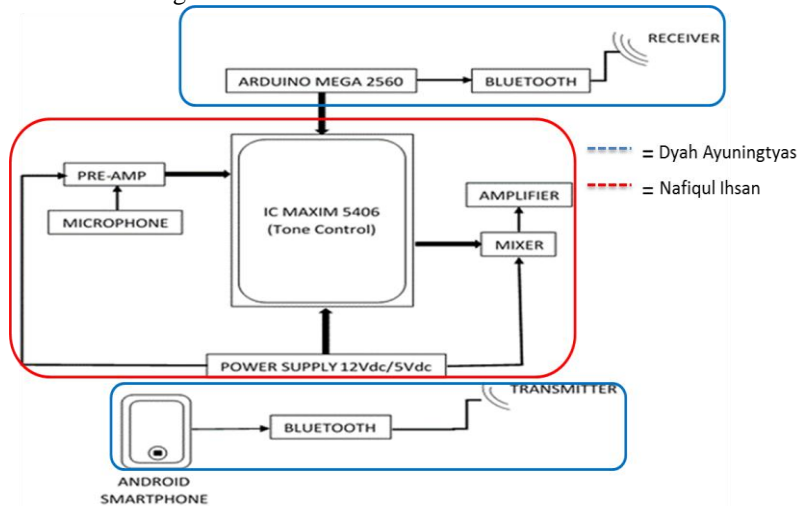 RECEIVER
ARDUINO MEGA 2560
BLUETOOTH
= Dyah Ayuningtyas
= Nafiqul Ihsan
PRE-AMP
MICROPHONE
IC MAXIM 5406
(Tone Control)
AMPLIFIER
MIXER
POWER SUPPLY 12Vdc/5Vdc
TRANSMITTER
BLUETOOTH
ANDROID
SMARTPHONE